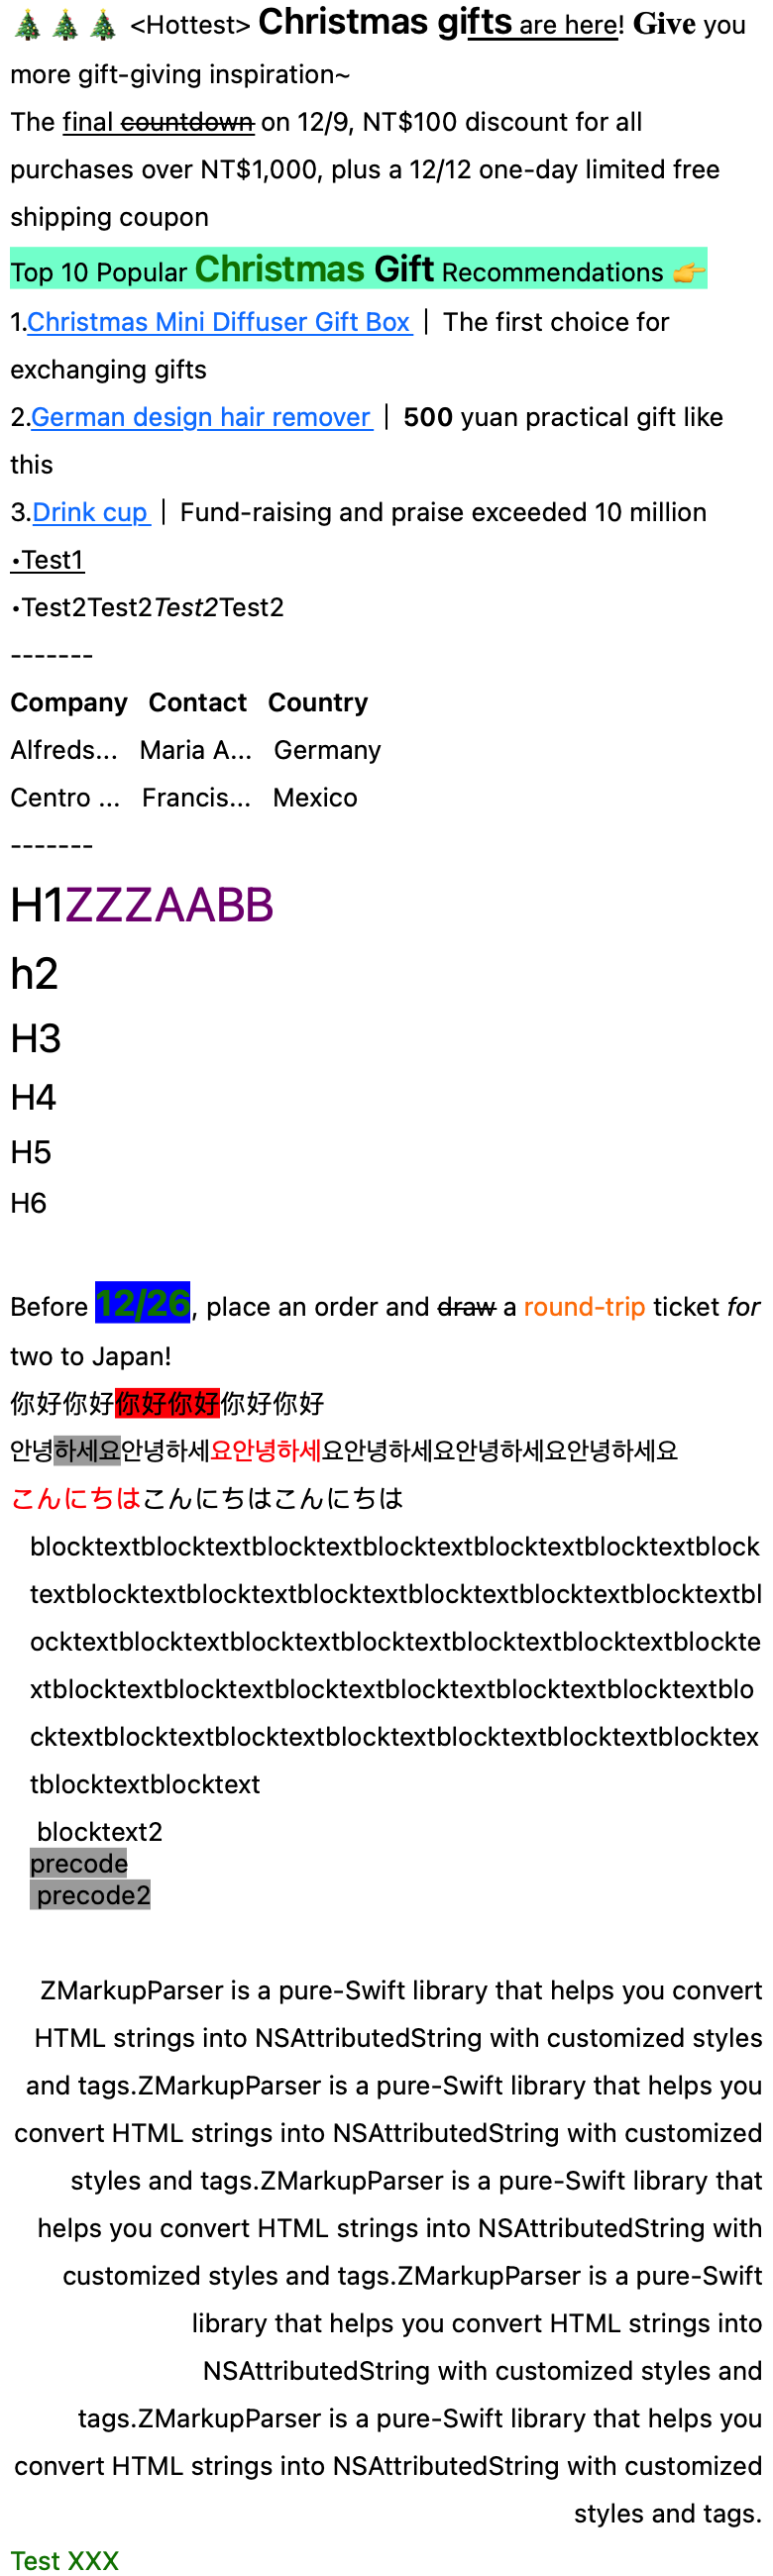 🎄🎄🎄 <Hottest> Christmas gifts are here! Give you
more gift-giving inspiration~
The final countdown on 12/9, NT$100 discount for all
purchases over NT$1,000, plus a 12/12 one-day limited free
shipping coupon
Top 10 Popular Christmas Gift Recommendations 👉
1.Christmas Mini Diffuser Gift Box ｜ The first choice for
exchanging gifts
2.German design hair remover ｜ 500 yuan practical gift like
this
3.Drink cup ｜ Fund-raising and praise exceeded 10 million
•Test1
•Test2Test2Test2Test2
-------
Company Contact Country
Alfreds... Maria A... Germany
Centro ... Francis... Mexico
-------
H1ZZZAABB
h2
H3
H4
H5
H6
Before 12/26, place an order and draw a round-trip ticket for
two to Japan!
你好你好你好你好你好你好
안녕하세요안녕하세요안녕하세요안녕하세요안녕하세요안녕하세요
こんにちはこんにちはこんにちは
blocktextblocktextblocktextblocktextblocktextblocktextblock
textblocktextblocktextblocktextblocktextblocktextblocktextbl
ocktextblocktextblocktextblocktextblocktextblocktextblockte
xtblocktextblocktextblocktextblocktextblocktextblocktextblo
cktextblocktextblocktextblocktextblocktextblocktextblocktex
tblocktextblocktext
blocktext2
precode
precode2
ZMarkupParser is a pure-Swift library that helps you convert
HTML strings into NSAttributedString with customized styles
and tags.ZMarkupParser is a pure-Swift library that helps you
convert HTML strings into NSAttributedString with customized
styles and tags.ZMarkupParser is a pure-Swift library that
helps you convert HTML strings into NSAttributedString with
customized styles and tags.ZMarkupParser is a pure-Swift
library that helps you convert HTML strings into
NSAttributedString with customized styles and
tags.ZMarkupParser is a pure-Swift library that helps you
convert HTML strings into NSAttributedString with customized
styles and tags.
Test XXX